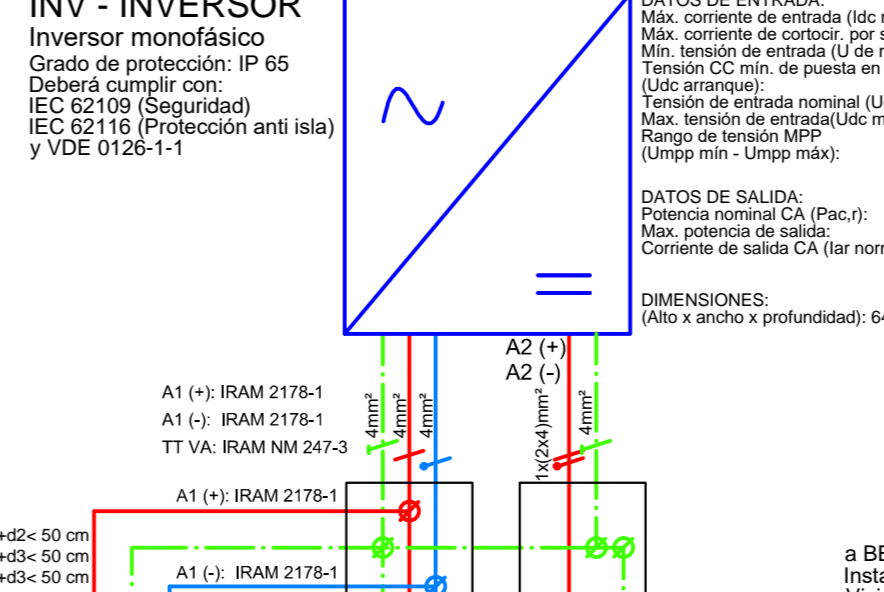 INV - INVERSOR
Inversor monofásico
Grado de protección: IP 65
Deberá cumplir con:
IEC 62109 (Seguridad)
IEC 62116 (Protección anti isla)
y VDE 0126-1-1
DATOS DE ENTRADA:
Máx. corriente de entrada (Idc
Máx. corriente de cortocir. por
Mín. tensión de entrada (U de
Tensión CC mín. de puesta en
(Udc arranque):
Tensión de entrada nominal
Max. tensión de entrada(Udc
Rango de tensión MPP
(Umpp mín - Umpp máx):
DATOS DE SALIDA:
Potencia nominal CA (Pac,r):
Max. potencia de salida:
Corriente de salida CA (Iar
DIMENSIONES:
(Alto x ancho x profundidad):
A2 (+)
A2 (-)
A1 (+): IRAM 2178-1
A1 (-): IRAM 2178-1
TT VA: IRAM NM 247-3
4mm²
4mm²
4mm²
1x(2x4)mm²
4mm²
A1 (+): IRAM 2178-1
+d2< 50 cm
+d3< 50 cm
+d3< 50 cm
A1 (-): IRAM 2178-1
a